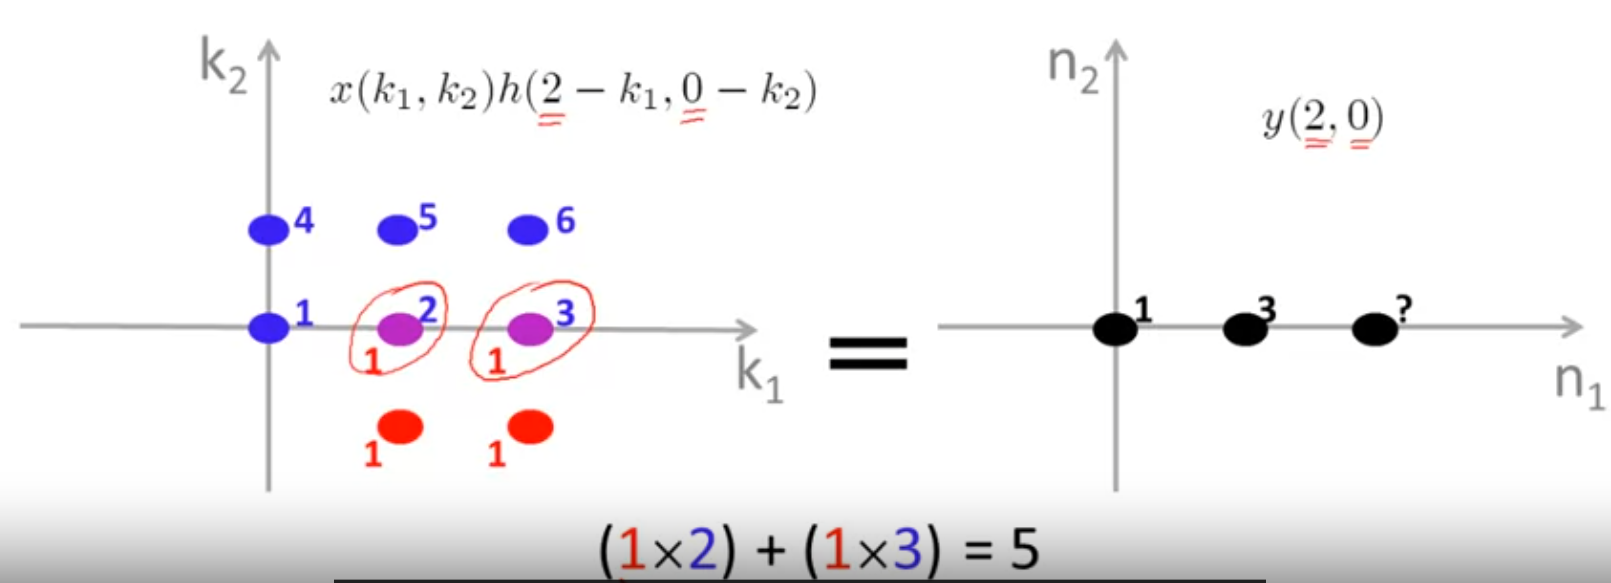 k₂
x(k₁, k₂)h(2 − k₁, 0 − k₂)
4 5 6
1 2 3
1 1
k₁
1 1
=
n₂
y(2, 0)
1 3 ?
n₁
(1×2) + (1×3) = 5